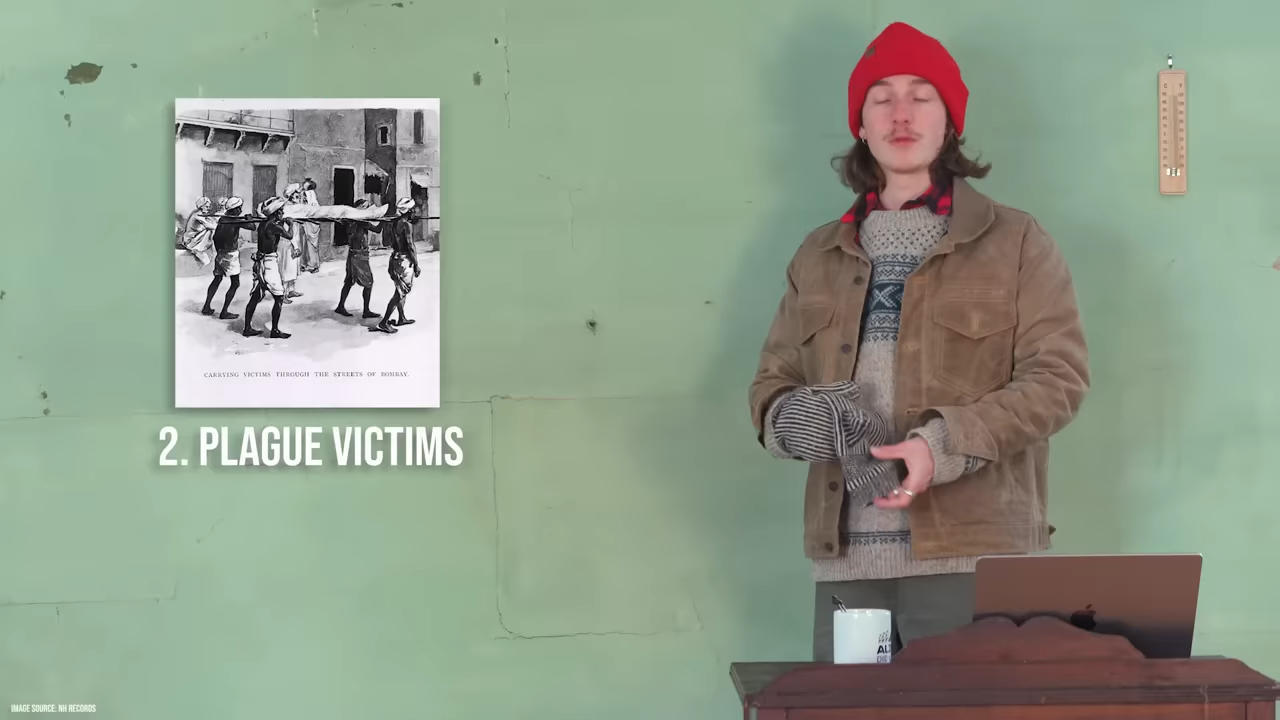 CARRYING VICTIMS THROUGH THE STREETS OF BOMBAY.
2. PLAGUE VICTIMS
C F
IMAGE SOURCE: NH RECORDS